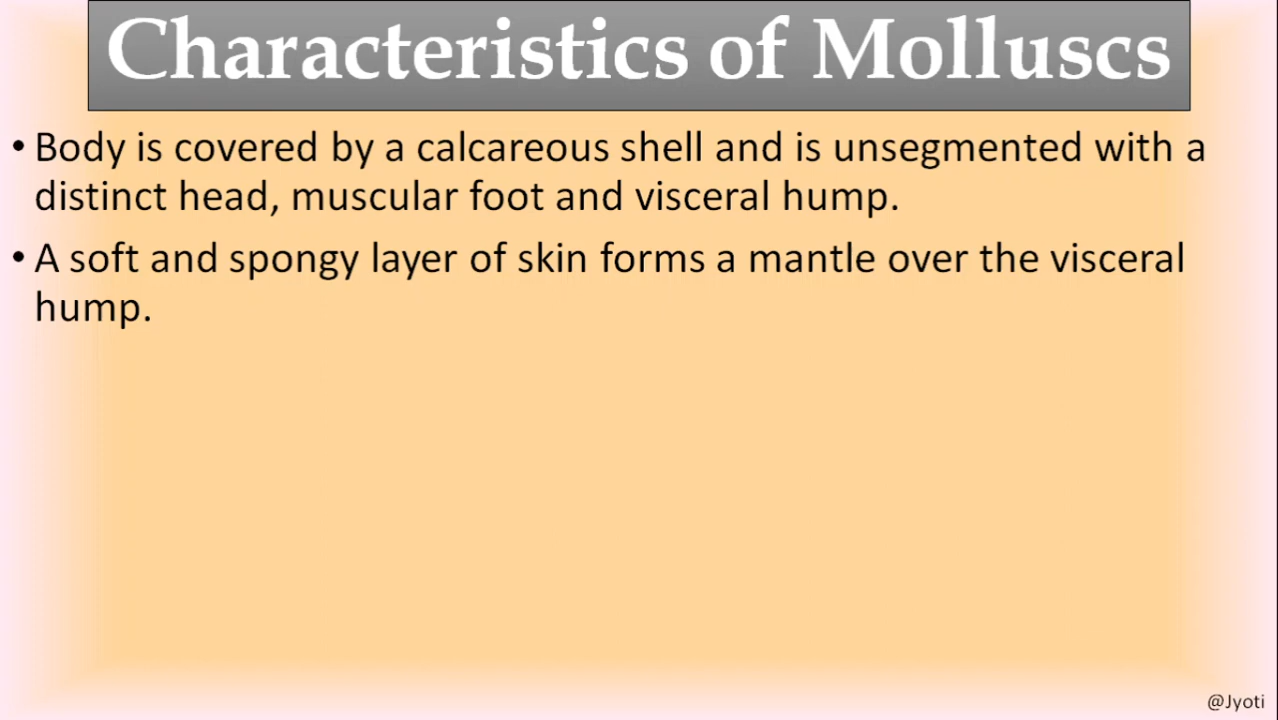 Characteristics of Molluscs
• Body is covered by a calcareous shell and is unsegmented with a
distinct head, muscular foot and visceral hump.
• A soft and spongy layer of skin forms a mantle over the visceral
hump.
@Jyoti